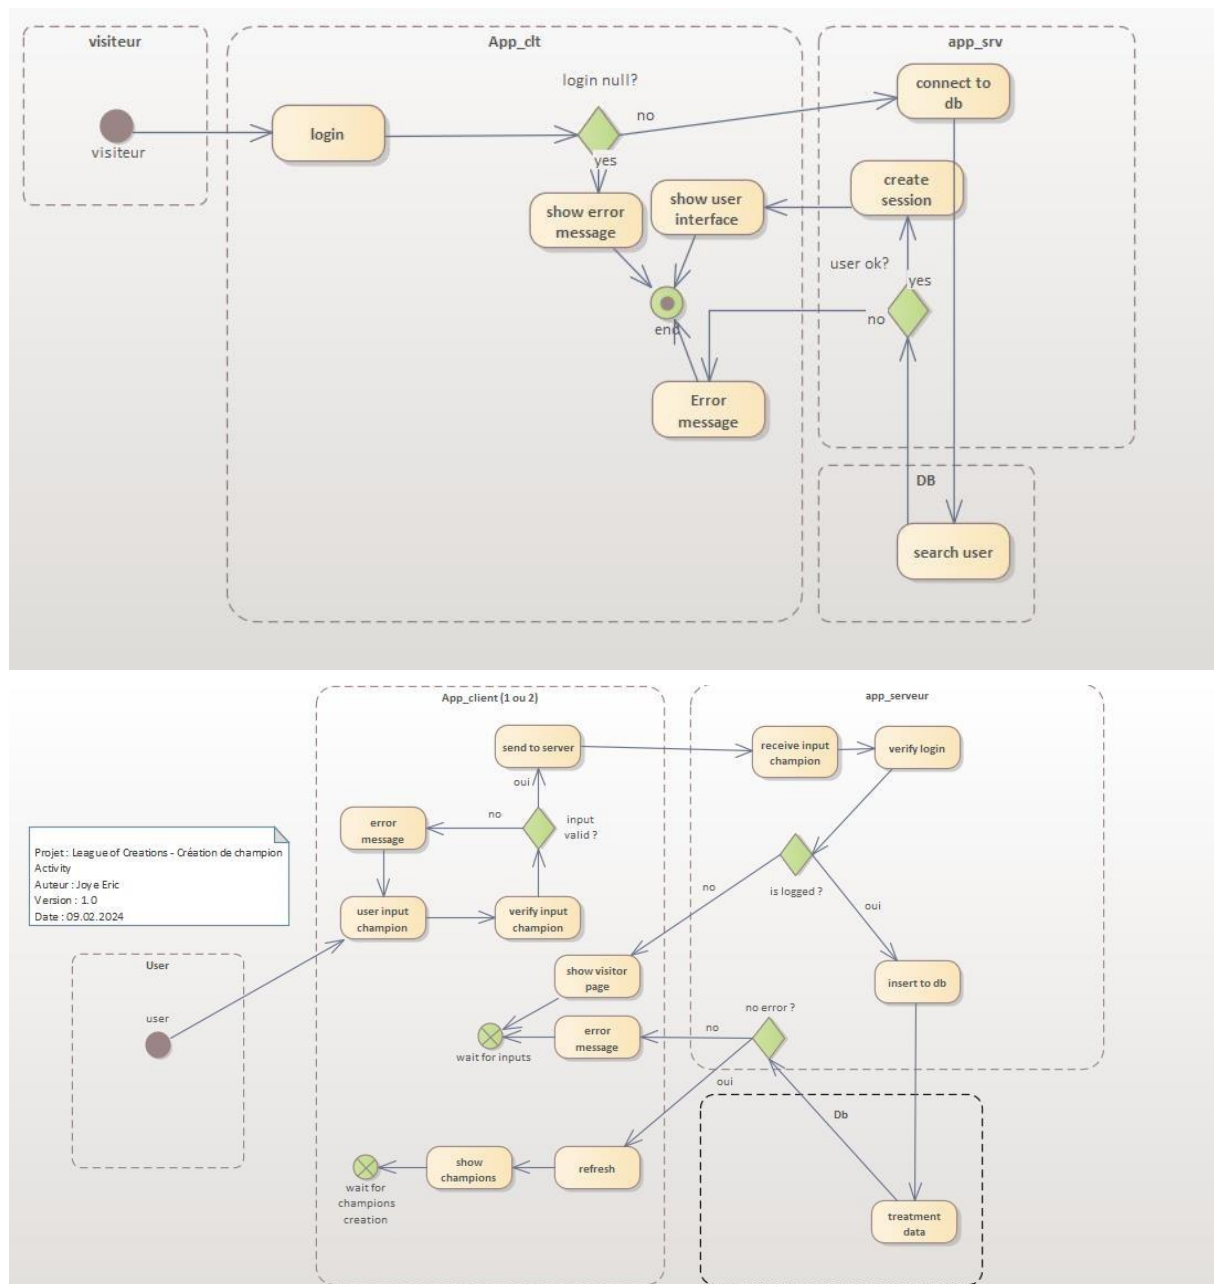 visiteur
App_clt
app_srv
login null?
connect to
db
no
login
visiteur
yes
create
session
show user
interface
show error
message
user ok?
yes
no
end
Error
message
DB
search user
App_client (1 ou 2)
app_serveur
send to server
receive input
champion
verify login
oui
error
message
no
input
valid ?
Projet : League of Creations - Création de champion
Activity
Auteur : Joye Eric
Version : 1.0
Date : 09.02.2024
is logged ?
no
oui
user input
champion
verify input
champion
User
show visitor
page
insert to db
user
no error ?
error
message
no
wait for inputs
oui
Db
show
champions
refresh
wait for
champions
creation
treatment
data